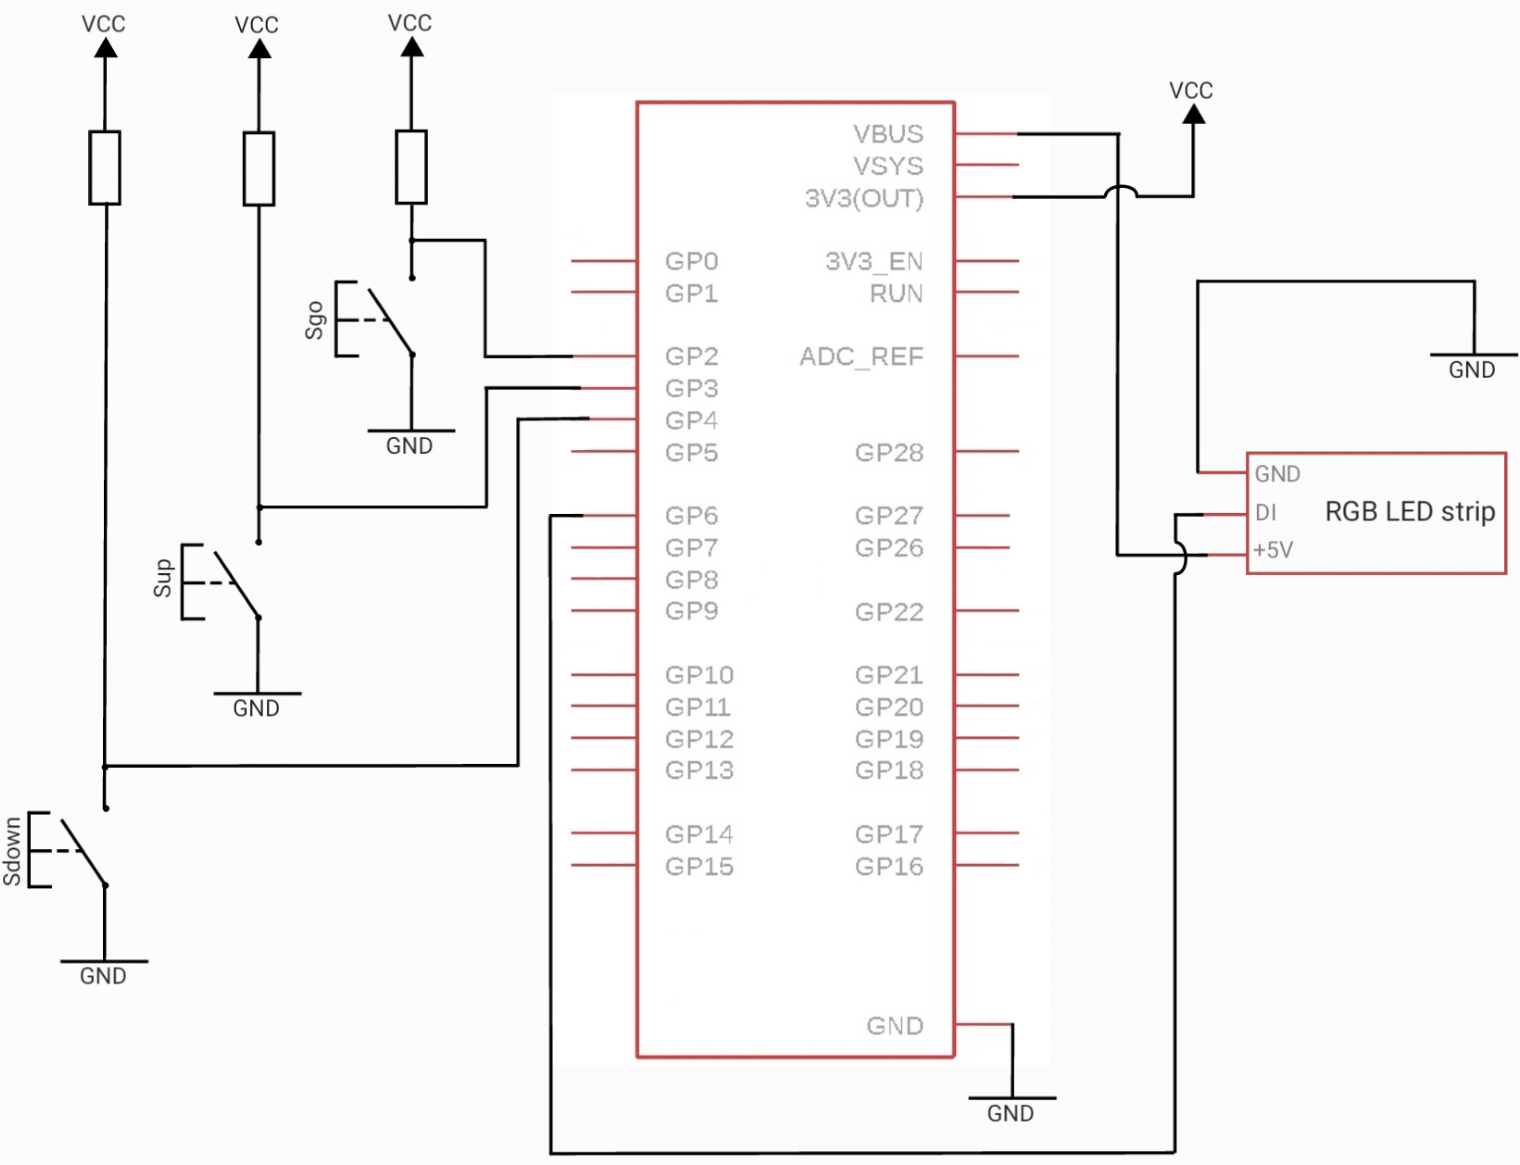 VCC
VCC
VCC
VCC
VBUS
VSYS
3V3(OUT)
GP0
3V3_EN
GP1
RUN
Sgo
GP2
ADC_REF
GND
GP3
GP4
GND
GP5
GP28
GND
RGB LED strip
DI
+5V
GP6
GP27
GP7
GP26
Sup
GP8
GP9
GP22
GP10
GP21
GND
GP11
GP20
GP12
GP19
GP13
GP18
Sdown
GP14
GP17
GP15
GP16
GND
GND
GND